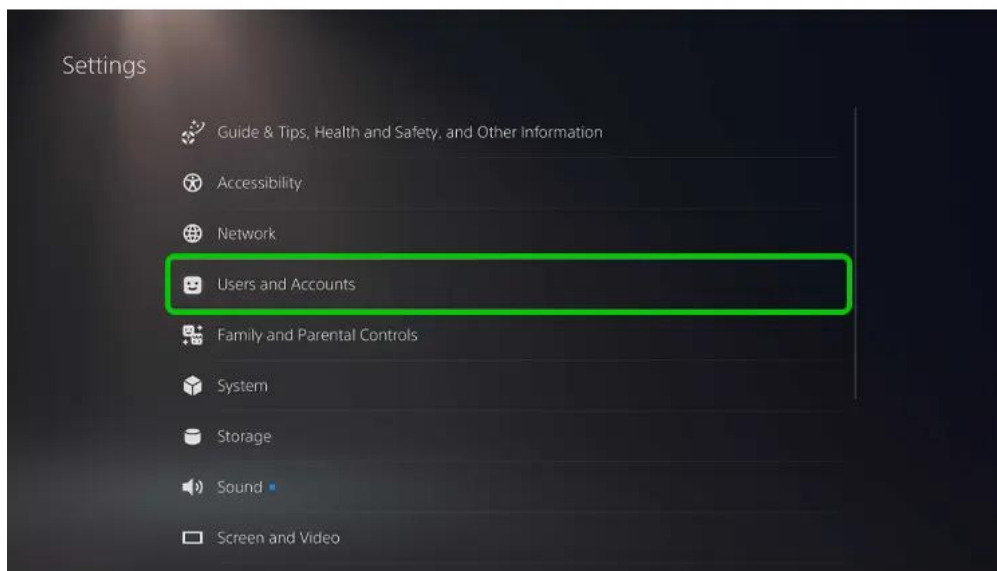 Settings
Guide & Tips, Health and Safety, and Other Information
Accessibility
Network
Users and Accounts
Family and Parental Controls
System
Storage
Sound
Screen and Video